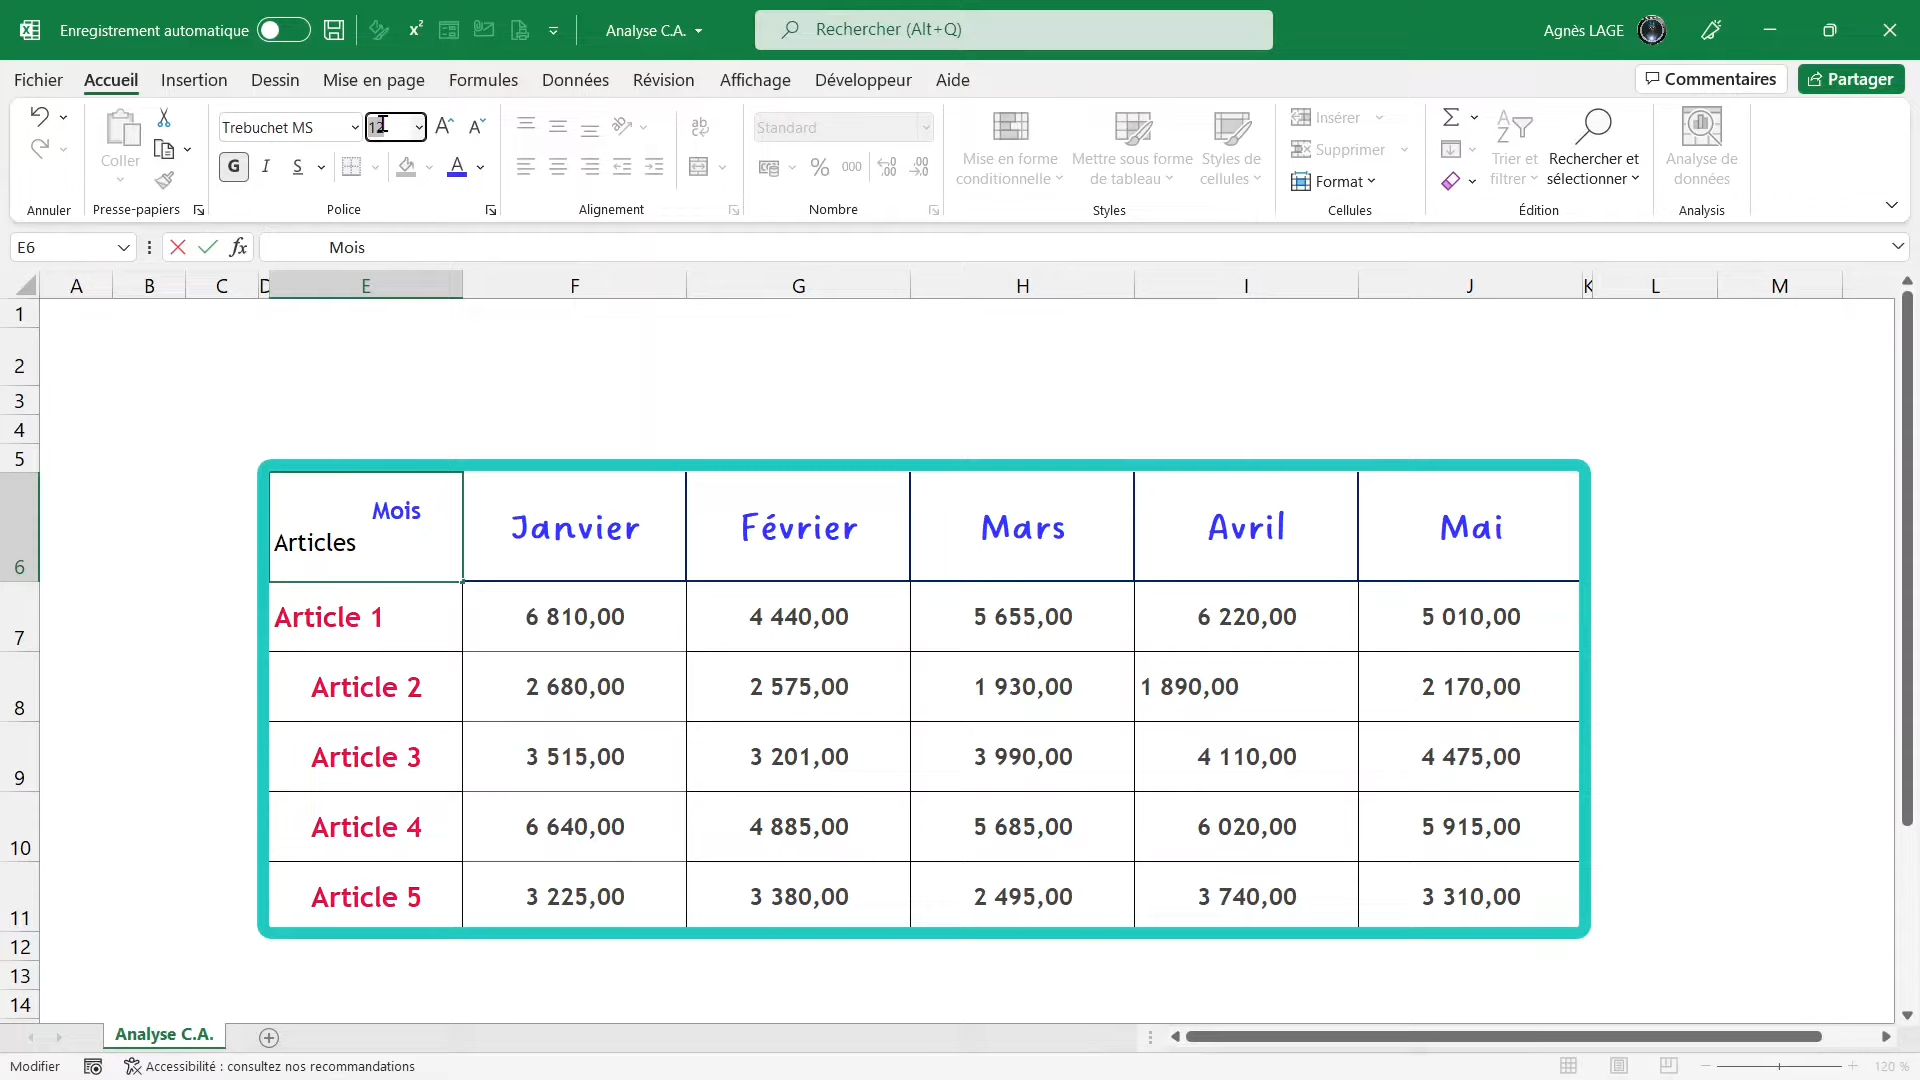 Enregistrement automatique
Analyse C.A.
Rechercher (Alt+Q)
Agnès LAGE
Fichier Accueil Insertion Dessin Mise en page Formules Données Révision Affichage Développeur Aide
Commentaires Partager
Trebuchet MS 12
G I S
Standard
% 000
Coller
Mise en forme conditionnelle
Mettre sous forme de tableau
Styles de cellules
Insérer
Supprimer
Format
Trier et filtrer
Rechercher et sélectionner
Analyse de données
Annuler Presse-papiers Police Alignement Nombre Styles Cellules Édition Analysis
E6 fx Mois
A B C D E F G H I J K L M
1
2
3
4
5
Mois
Articles
Janvier Février Mars Avril Mai
6
7 Article 1 6 810,00 4 440,00 5 655,00 6 220,00 5 010,00
8 Article 2 2 680,00 2 575,00 1 930,00 1 890,00 2 170,00
9 Article 3 3 515,00 3 201,00 3 990,00 4 110,00 4 475,00
10 Article 4 6 640,00 4 885,00 5 685,00 6 020,00 5 915,00
11 Article 5 3 225,00 3 380,00 2 495,00 3 740,00 3 310,00
12
13
14
Analyse C.A.
Modifier Accessibilité : consultez nos recommandations 120 %